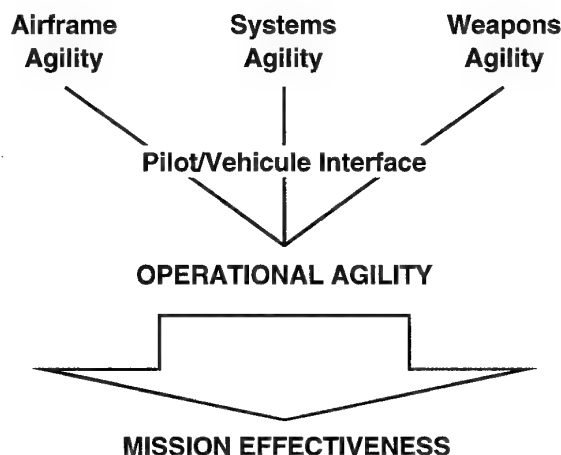 Airframe Agility
Systems Agility
Weapons Agility
Pilot/Vehicule Interface
OPERATIONAL AGILITY
MISSION EFFECTIVENESS